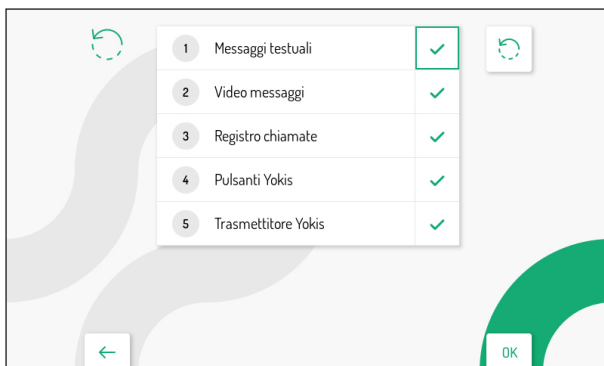 1 Messaggi testuali
2 Video messaggi
3 Registro chiamate
4 Pulsanti Yokis
5 Trasmettitore Yokis
OK